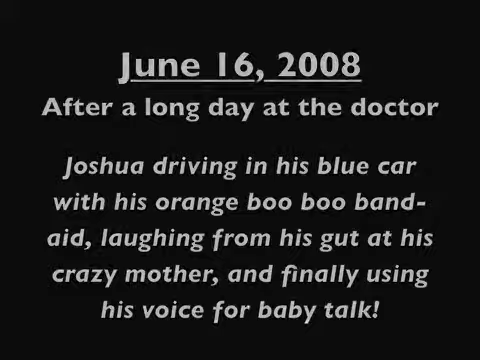 June 16, 2008
After a long day at the doctor
Joshua driving in his blue car
with his orange boo boo band-
aid, laughing from his gut at his
crazy mother, and finally using
his voice for baby talk!